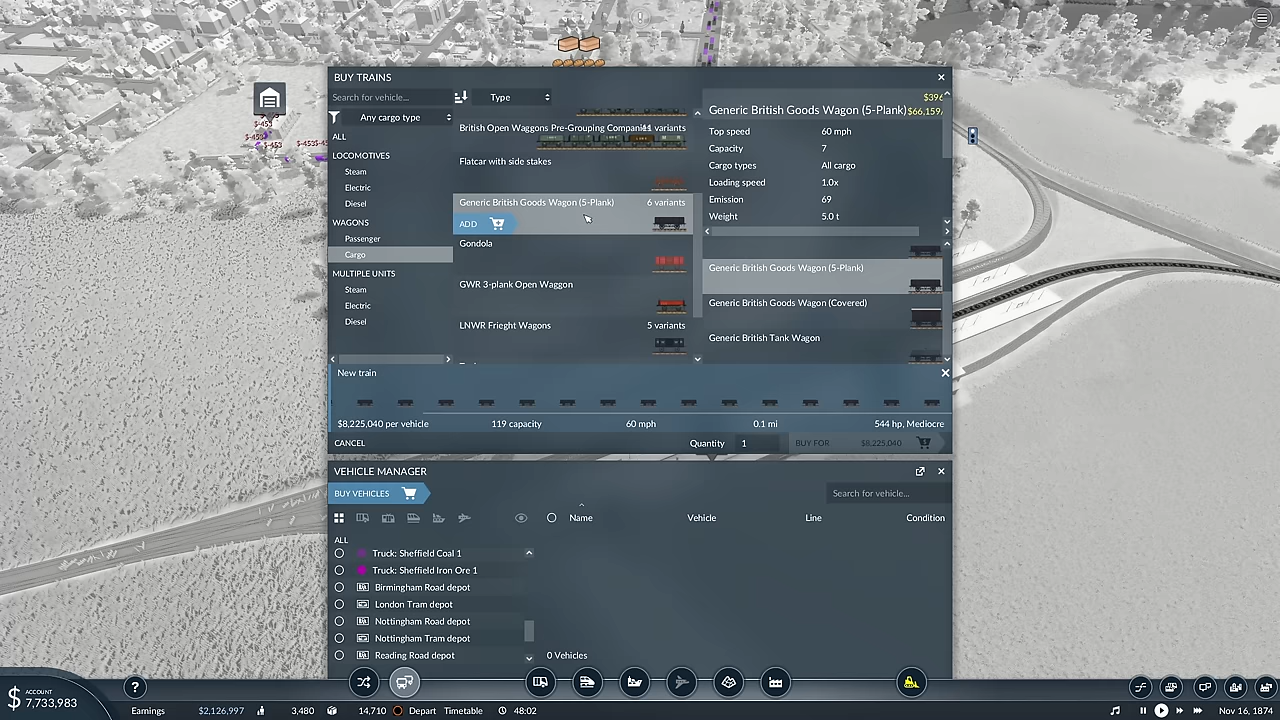 BUY TRAINS
Search for vehicle...
Type
Any cargo type
ALL
LOCOMOTIVES
Steam
Electric
Diesel
WAGONS
Passenger
Cargo
MULTIPLE UNITS
Steam
Electric
Diesel
British Open Waggons Pre-Grouping
Flatcar with side stakes
Generic British Goods Wagon (5-Plank) 6 variants
ADD
Gondola
GWR 3-plank Open Waggon
LNWR Frieght Wagons 5 variants
Generic British Goods Wagon (5-Plank)
Top speed 60 mph
Capacity 7
Cargo types All cargo
Loading speed 1.0x
Emission 69
Weight 5.0 t
Generic British Goods Wagon (5-Plank)
Generic British Goods Wagon (Covered)
Generic British Tank Wagon
New train
$8,225,040 per vehicle 119 capacity 60 mph 0.1 mi 544 hp, Mediocre
CANCEL Quantity 1 BUY FOR $8,225,040
VEHICLE MANAGER
BUY VEHICLES Search for vehicle...
Name Vehicle Line Condition
ALL
Truck: Sheffield Coal 1
Truck: Sheffield Iron Ore 1
Birmingham Road depot
London Tram depot
Nottingham Road depot
Nottingham Tram depot
Reading Road depot
0 Vehicles
ACCOUNT
$ 7,733,983
?
Earnings $2,126,997 3,480 14,710 Depart Timetable 48:02 Nov 16, 1874